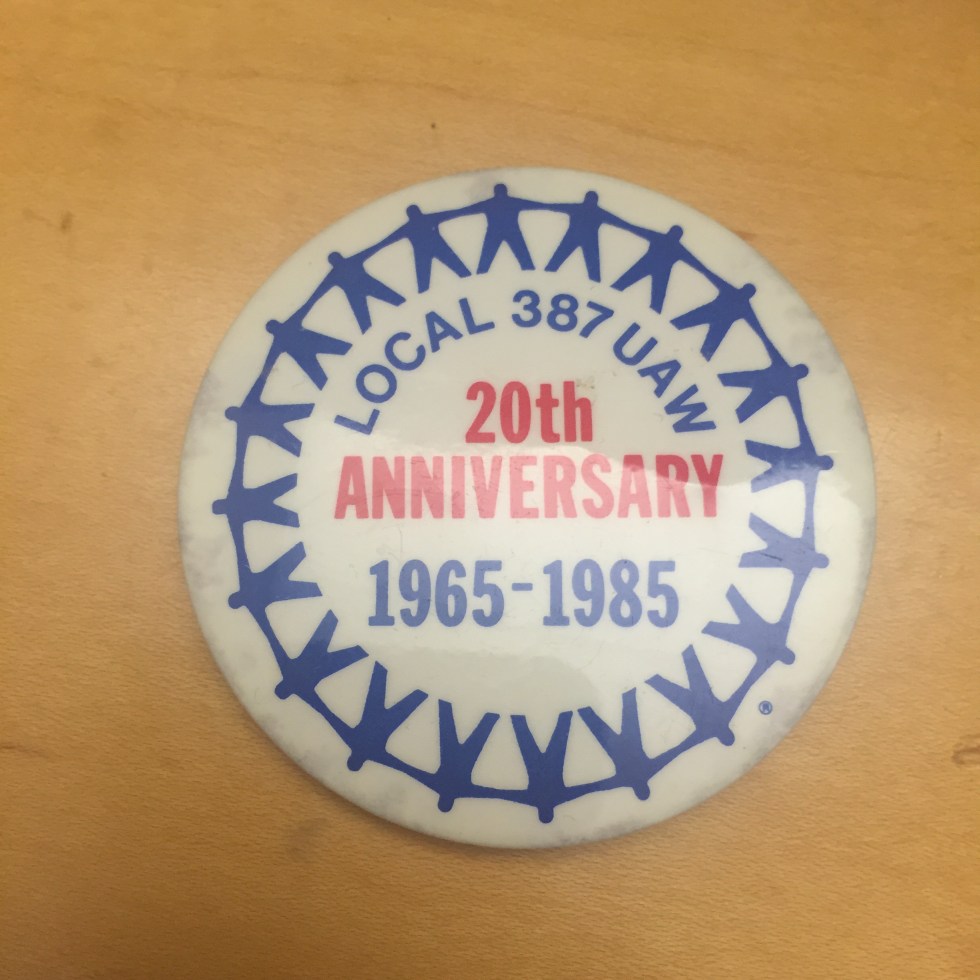 LOCAL 387 UAW
20th
ANNIVERSARY
1965-1985
®